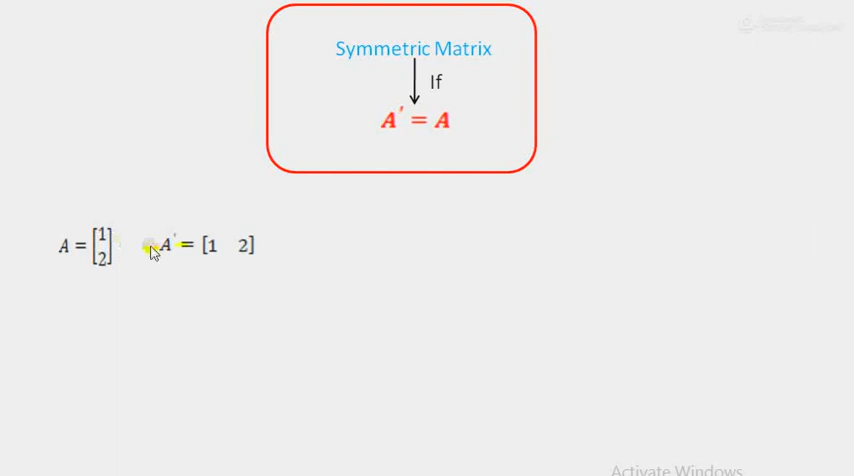 Symmetric Matrix
If
A' = A
A = [1 2] A' = [1 2]
Activate Windows